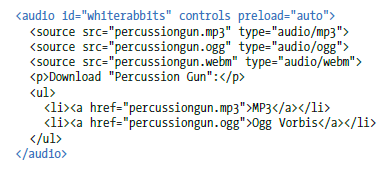 <audio id="whiterabbits" controls preload="auto">
  <source src="percussiongun.mp3" type="audio/mp3">
  <source src="percussiongun.ogg" type="audio/ogg">
  <source src="percussiongun.webm" type="audio/webm">
  <p>Download "Percussion Gun":</p>
  <ul>
    <li><a href="percussiongun.mp3">MP3</a></li>
    <li><a href="percussiongun.ogg">Ogg Vorbis</a></li>
  </ul>
</audio>